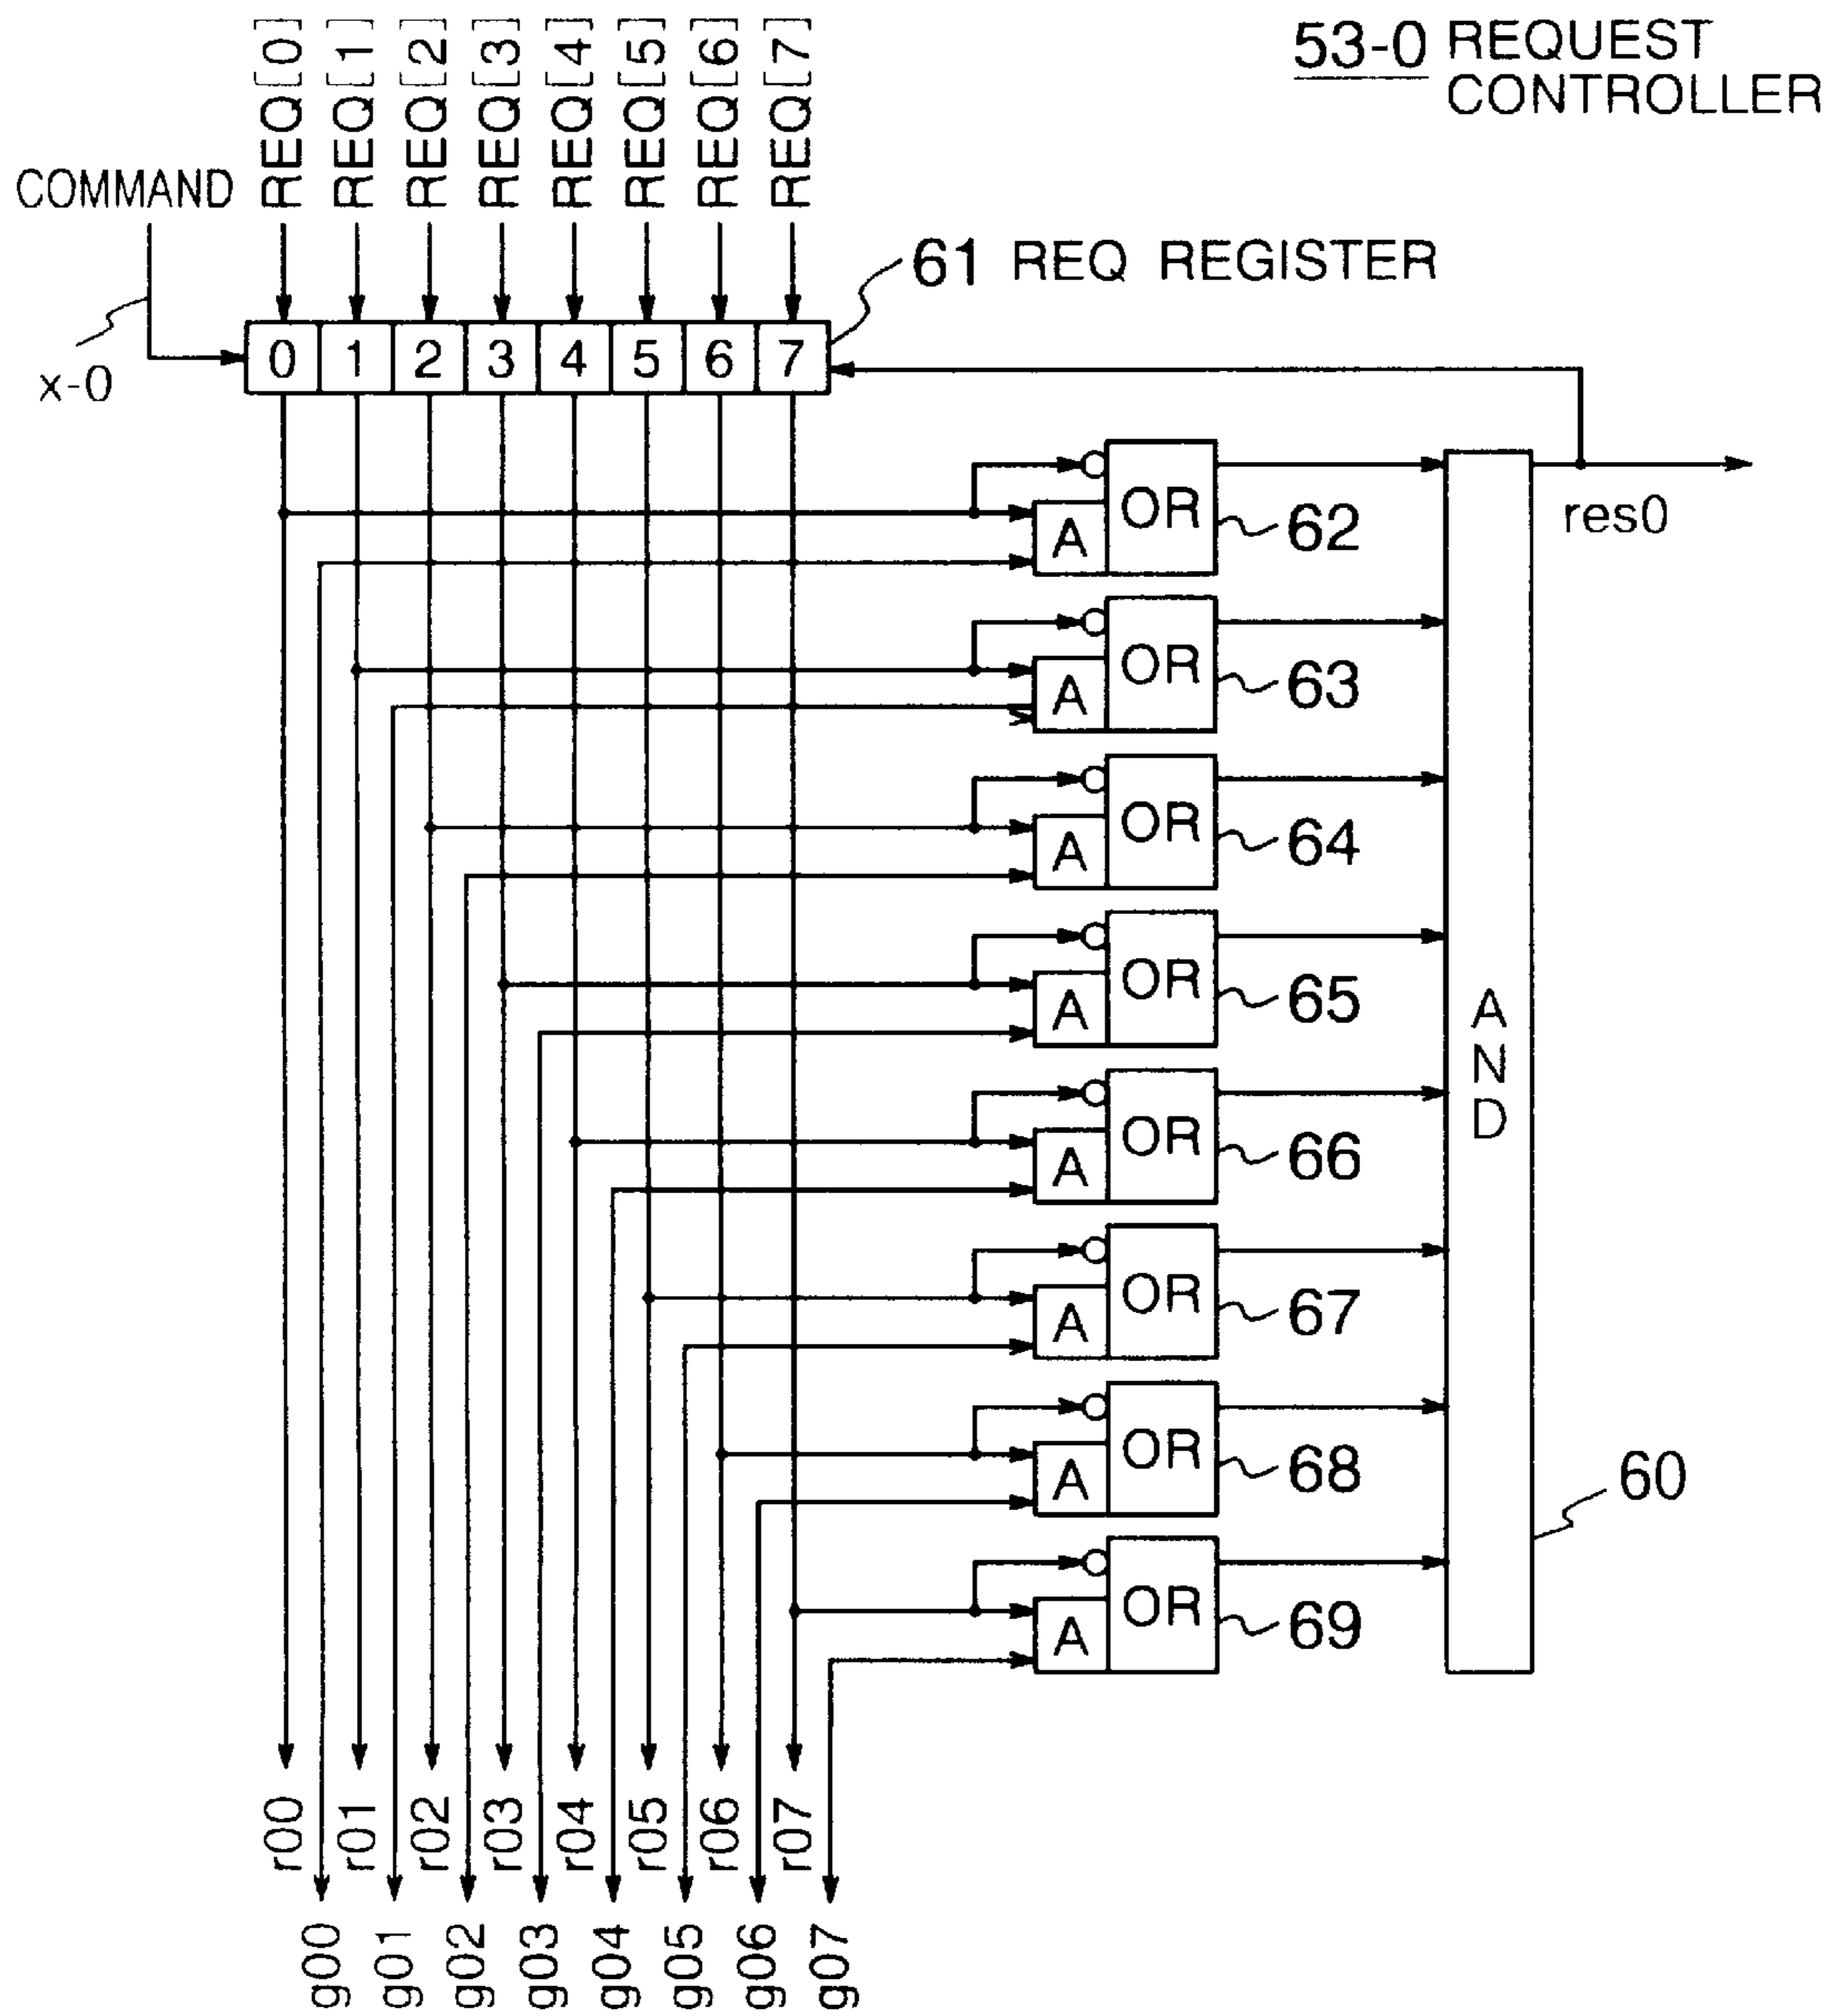 53-0 REQUEST
CONTROLLER
REQ[0]
REQ[1]
REQ[2]
REQ[3]
REQ[4]
REQ[5]
REQ[6]
REQ[7]
COMMAND
x-0
61 REQ REGISTER
0 1 2 3 4 5 6 7
OR
A
62
res0
OR
A
63
OR
A
64
OR
A
65
OR
A
66
OR
A
67
OR
A
68
OR
A
69
AND
60
r00
r01
r02
r03
r04
r05
r06
r07
g00
g01
g02
g03
g04
g05
g06
g07